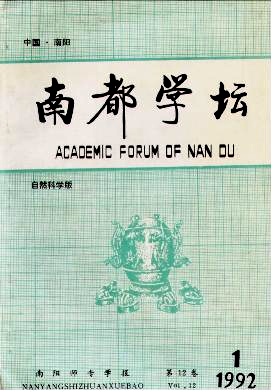 中国·南阳
南都学坛
ACADEMIC FORUM OF NAN DU
自然科学版
1
南阳师专学报 第12卷 1992
NANYANGSHIZHUANXUEBAO Vol.12